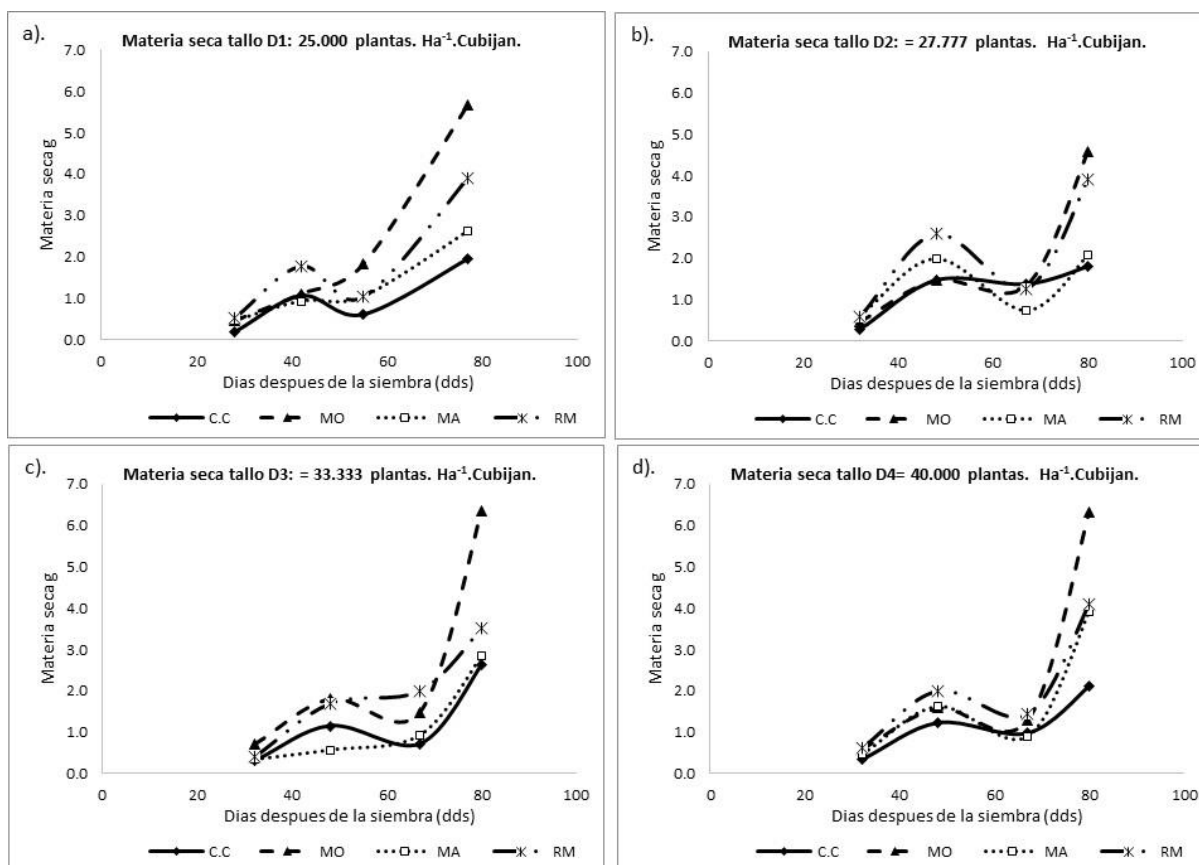 a).
Materia seca tallo D1: 25.000 plantas. Ha⁻¹.Cubijan.
Materia seca g
7.0
6.0
5.0
4.0
3.0
2.0
1.0
0.0
0 20 40 60 80 100
Dias despues de la siembra (dds)
C.C MO MA RM
b).
Materia seca tallo D2: = 27.777 plantas. Ha⁻¹.Cubijan.
Materia seca g
7.0
6.0
5.0
4.0
3.0
2.0
1.0
0.0
0 20 40 60 80 100
Dias despues de la siembra (dds)
C.C MO MA RM
c).
Materia seca tallo D3: = 33.333 plantas. Ha⁻¹.Cubijan.
Materia seca g
7.0
6.0
5.0
4.0
3.0
2.0
1.0
0.0
0 20 40 60 80 100
Dias despues de la siembra (dds)
C.C MO MA RM
d).
Materia seca tallo D4= 40.000 plantas. Ha⁻¹.Cubijan.
Materia seca g
7.0
6.0
5.0
4.0
3.0
2.0
1.0
0.0
0 20 40 60 80 100
Dias despues de la siembra (dds)
C.C MO MA RM